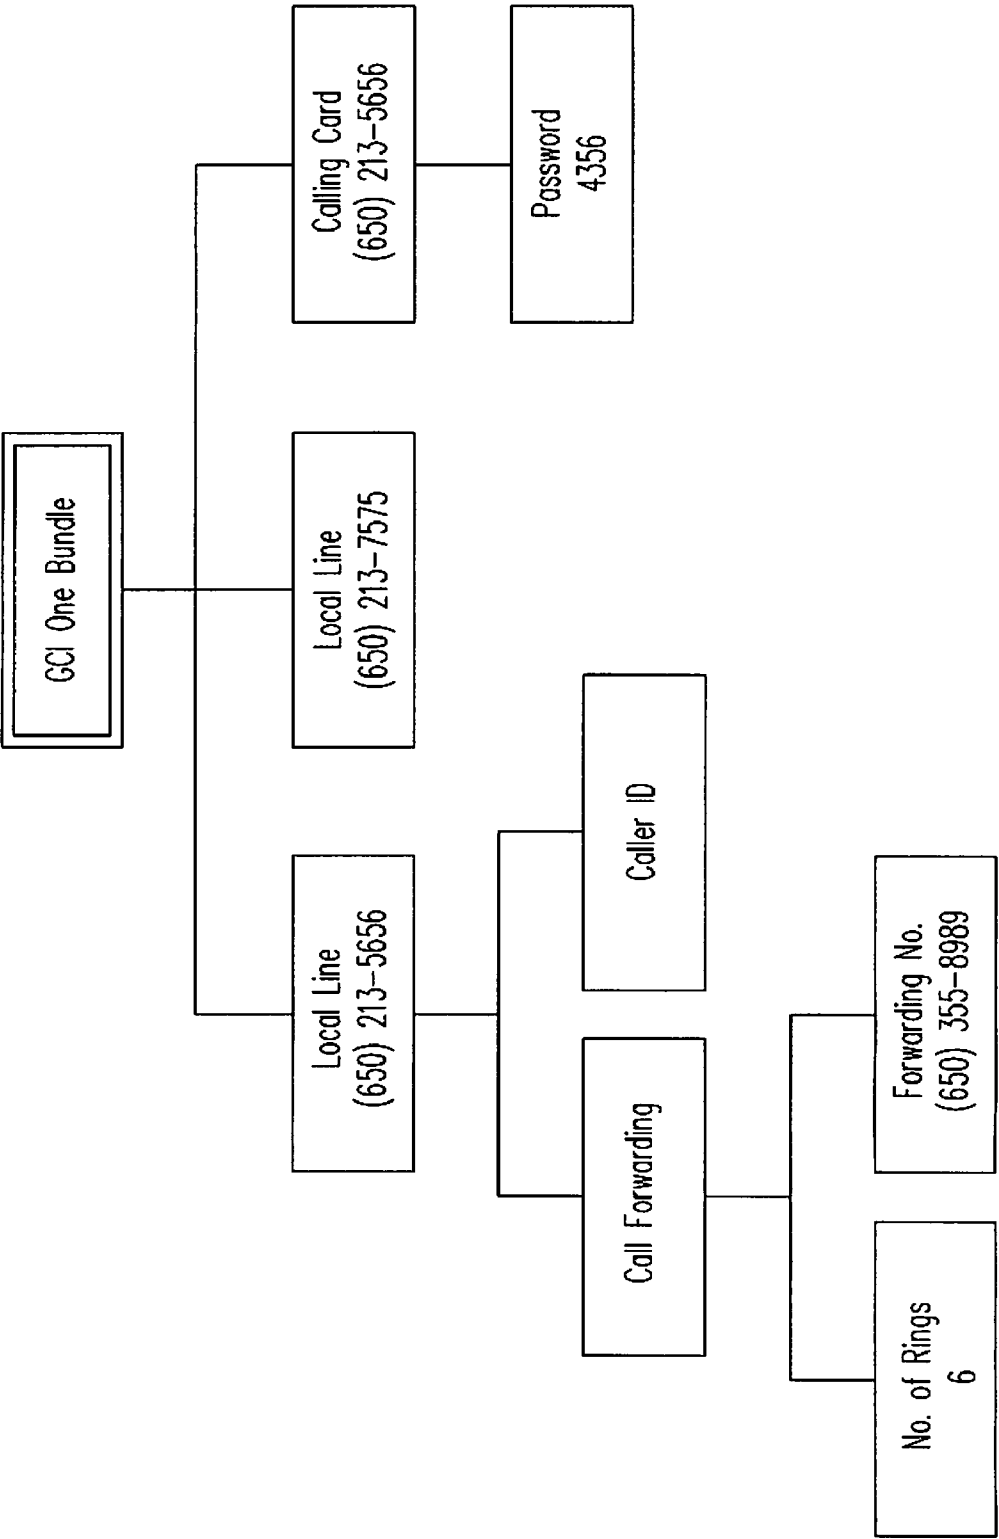 GCI One Bundle
Local Line
(650) 213-5656
Local Line
(650) 213-7575
Calling Card
(650) 213-5656
Call Forwarding
Caller ID
Password
4356
No. of Rings
6
Forwarding No.
(650) 355-8989